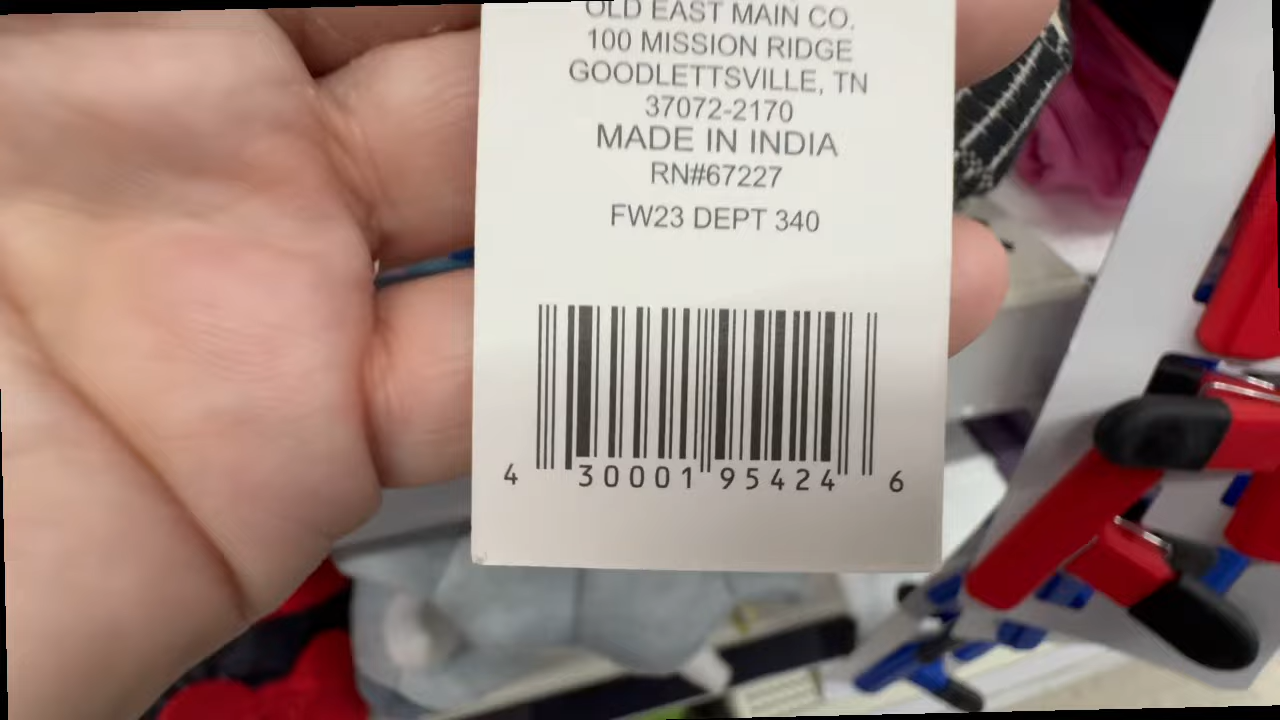 OLD EAST MAIN CO.
100 MISSION RIDGE
GOODLETTSVILLE, TN
37072-2170
MADE IN INDIA
RN#67227
FW23 DEPT 340
4 30001 95424 6